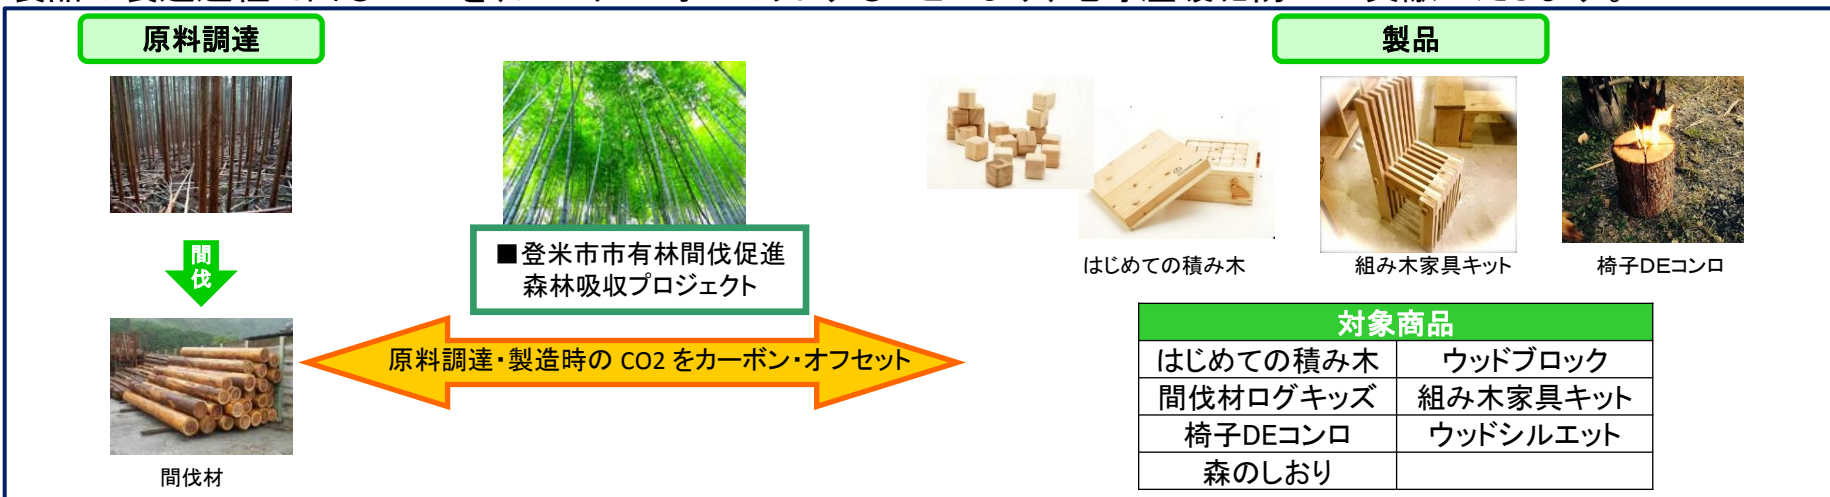 原料調達
製品
間
伐
■登米市市有林間伐促進
森林吸収プロジェクト
はじめての積み木
組み木家具キット
椅子DEコンロ
原料調達・製造時の CO2 をカーボン・オフセット
間伐材
対象商品
はじめての積み木 ウッドブロック
間伐材ログキッズ 組み木家具キット
椅子DEコンロ ウッドシルエット
森のしおり